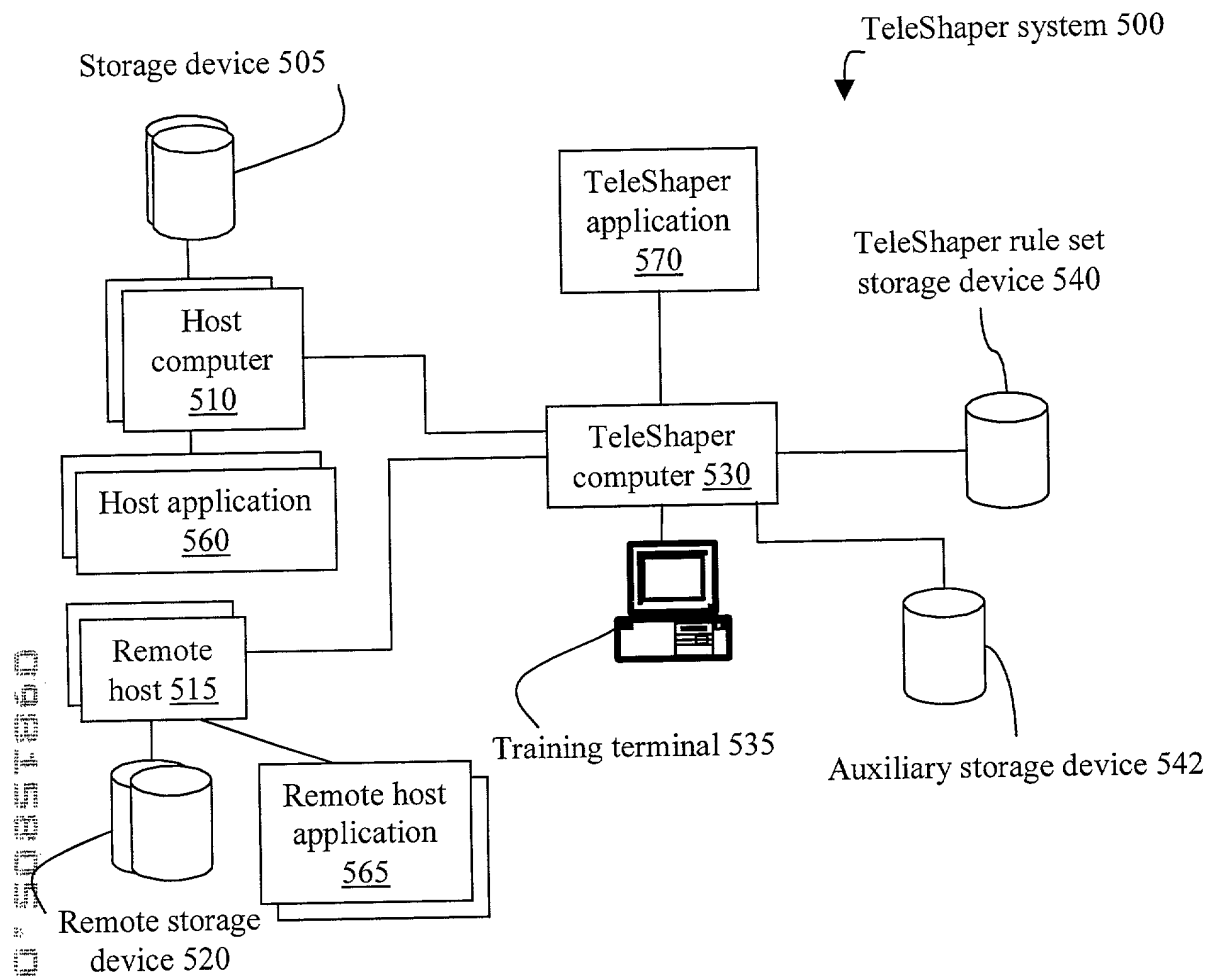 TeleShaper system 500
Storage device 505
TeleShaper
application
570
TeleShaper rule set
storage device 540
Host
computer
510
TeleShaper
computer 530
Host application
560
Remote
host 515
Training terminal 535
Auxiliary storage device 542
Remote host
application
565
Remote storage
device 520